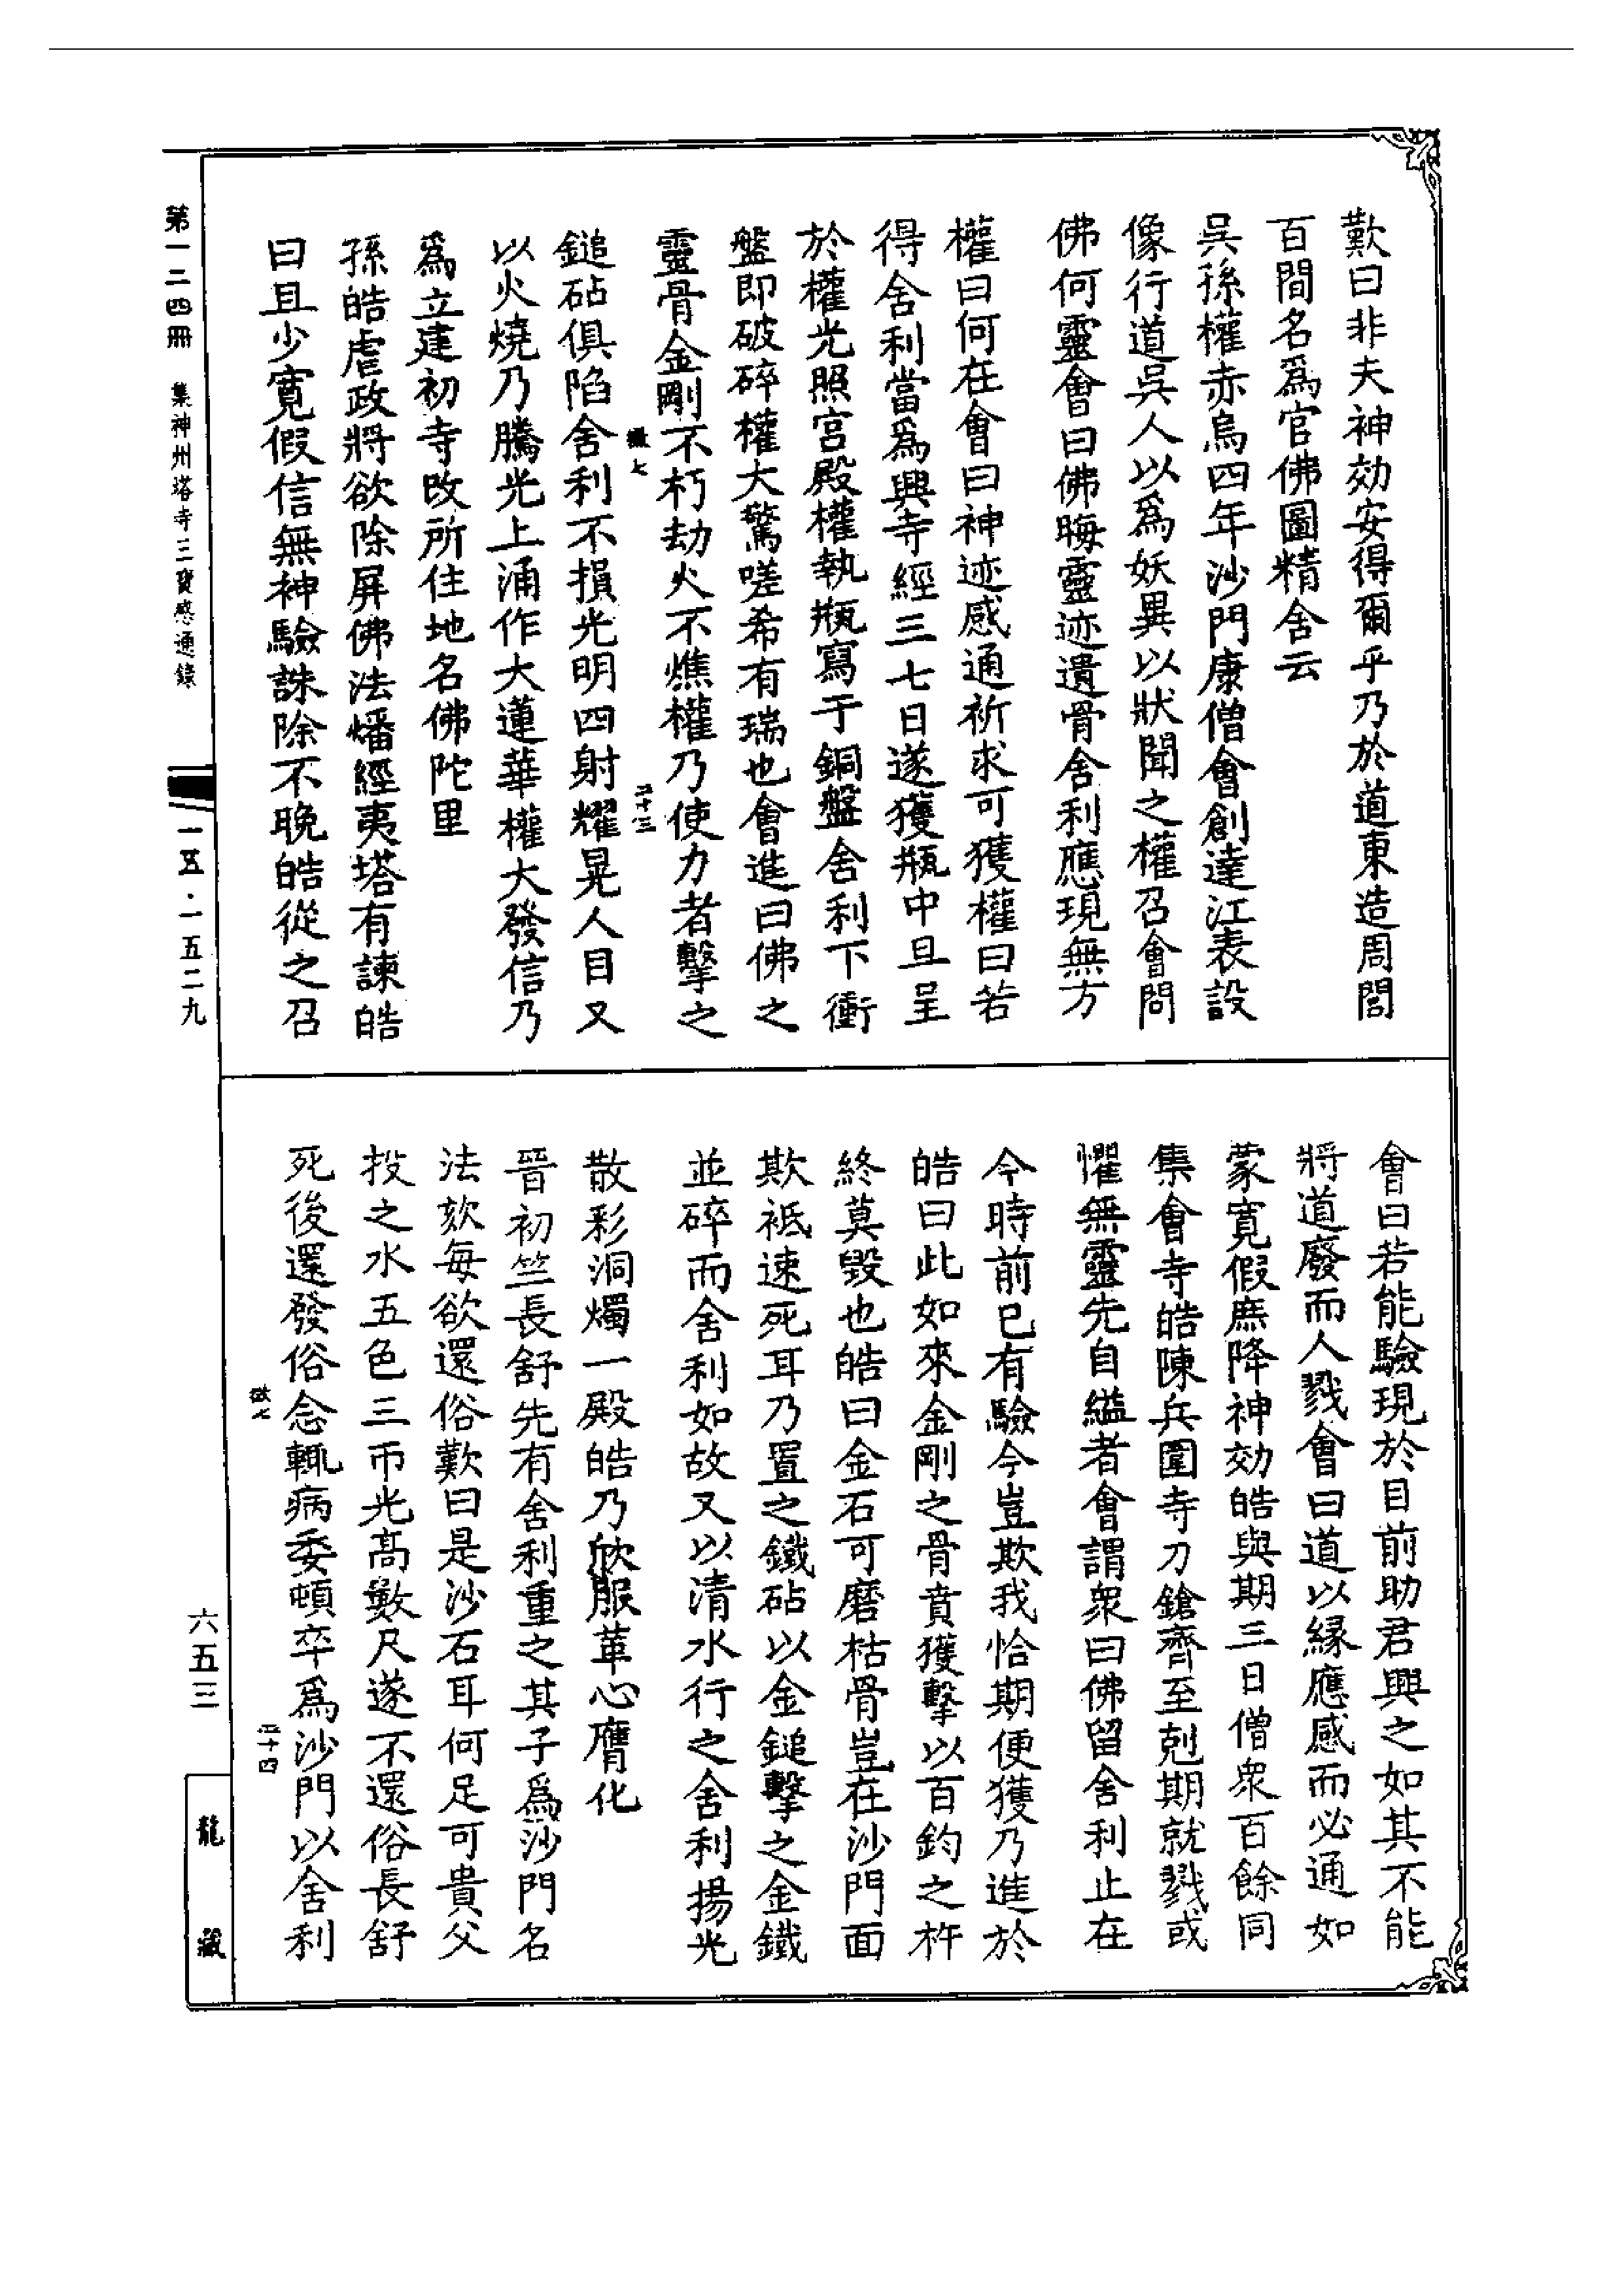 歎曰非夫神効安得爾乎乃於道東造周閭
百間名爲官佛圖精舍云
吳孫權赤烏四年沙門康僧會創達江表設
像行道吳人以爲妖異以狀聞之權召會問
佛何靈會曰佛晦靈迹遺骨舍利應現無方
權曰何在會曰神迹感通祈求可獲權曰若
得舍利當爲興寺經三七日遂獲瓶中旦呈
於權光照宮殿權執瓶寫于銅盤舍利下衝
盤即破碎權大驚嗟希有瑞也會進曰佛之
靈骨金剛不朽劫火不燋權乃使力者擊之
二十三
鎚砧俱陷舍利不損光明四射耀晃人目又
以火燒乃騰光上涌作大蓮華權大發信乃
爲立建初寺改所住地名佛陀里
孫皓虐政將欲除屏佛法燔經夷塔有諫皓
曰且少寬假信無神驗誅除不晚皓從之召
會曰若能驗現於目前助君興之如其不能
將道廢而人戮會曰道以緣應感而必通如
蒙寬假庶降神効皓與期三日僧衆百餘同
集會寺皓陳兵圍寺刀鎗齊至剋期就戮或
懼無靈先自縊者會謂衆曰佛留舍利止在
今時前已有驗今豈欺我恰期便獲乃進於
皓曰此如來金剛之骨賁獲擊以百鈞之杵
終莫毀也皓曰金石可磨枯骨豈在沙門面
欺祇速死耳乃置之鐵砧以金鎚擊之金鐵
並碎而舍利如故又以清水行之舍利揚光
散彩洞燭一殿皓乃欣服革心膺化
晉初竺長舒先有舍利重之其子爲沙門名
法欬每欲還俗歎曰是沙石耳何足可貴父
投之水五色三帀光高數尺遂不還俗長舒
死後還發俗念輒病委頓卒爲沙門以舍利
二十四
第一二四冊 集神州塔寺三寶感通錄
一五·一五二九
六五三
龍藏